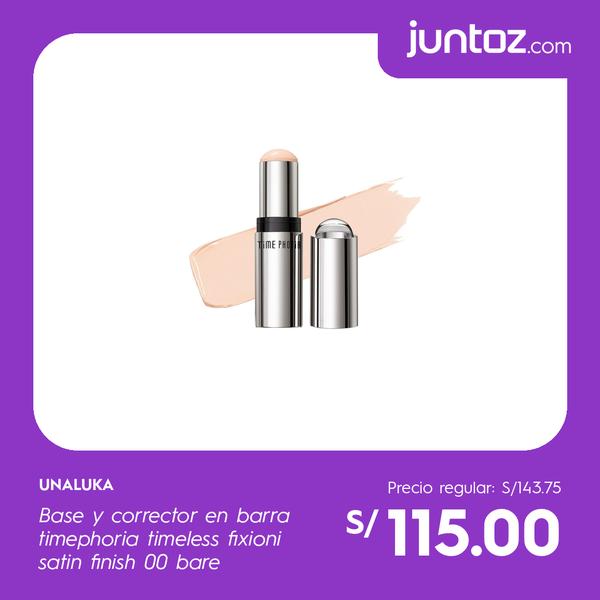 juntoz.com
TIME PHO
UNALUKA
Base y corrector en barra
timephoria timeless fixioni
satin finish 00 bare
Precio regular: S/143.75
S/115.00